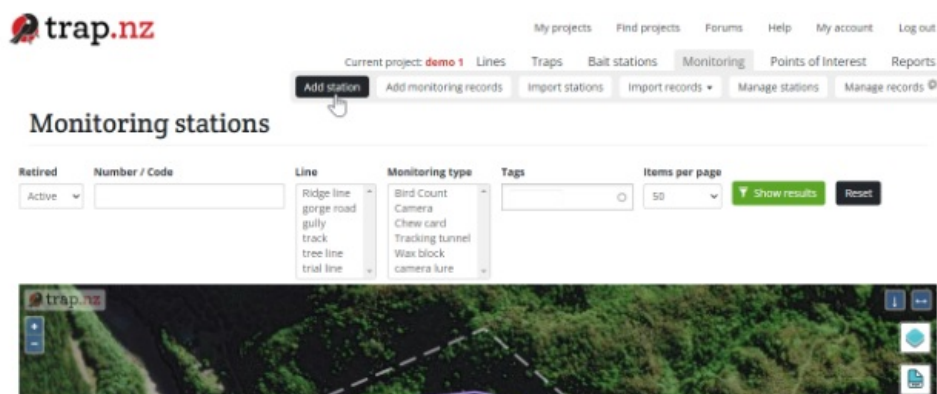 trap.nz
My projects Find projects Forums Help My account Log out
Current project: demo 1 Lines Traps Bait stations Monitoring Points of Interest Reports
Add station Add monitoring records Import stations Import records Manage stations Manage records
Monitoring stations
Retired Number / Code Line Monitoring type Tags Items per page
Active Ridge line Bird Count 50 Show results Reset
gorge road Camera
gully Chew card
track Tracking tunnel
tree line Wax block
trial line camera lure
trap.nz